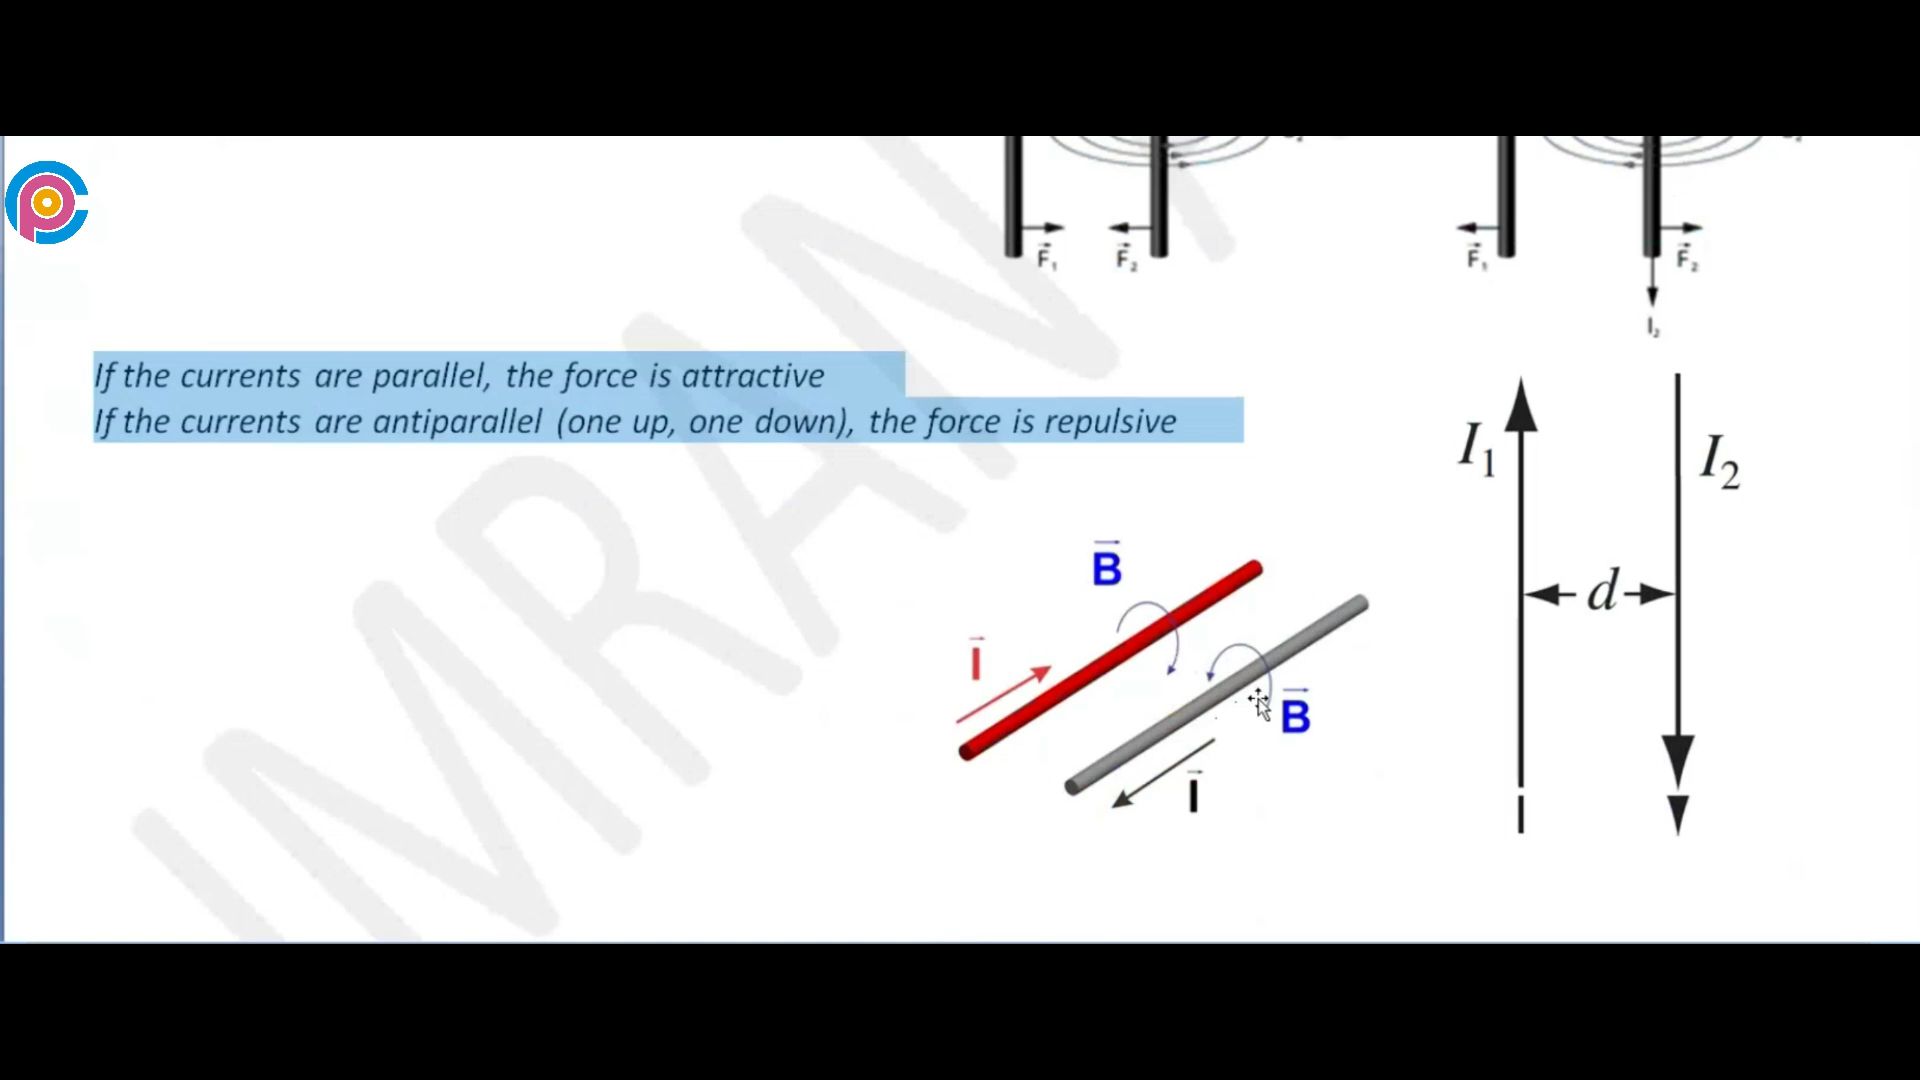 F₁ F₂ F₁ F₂
I₂
If the currents are parallel, the force is attractive
If the currents are antiparallel (one up, one down), the force is repulsive
I₁ I₂
B
d
I
B
I
IMRAN